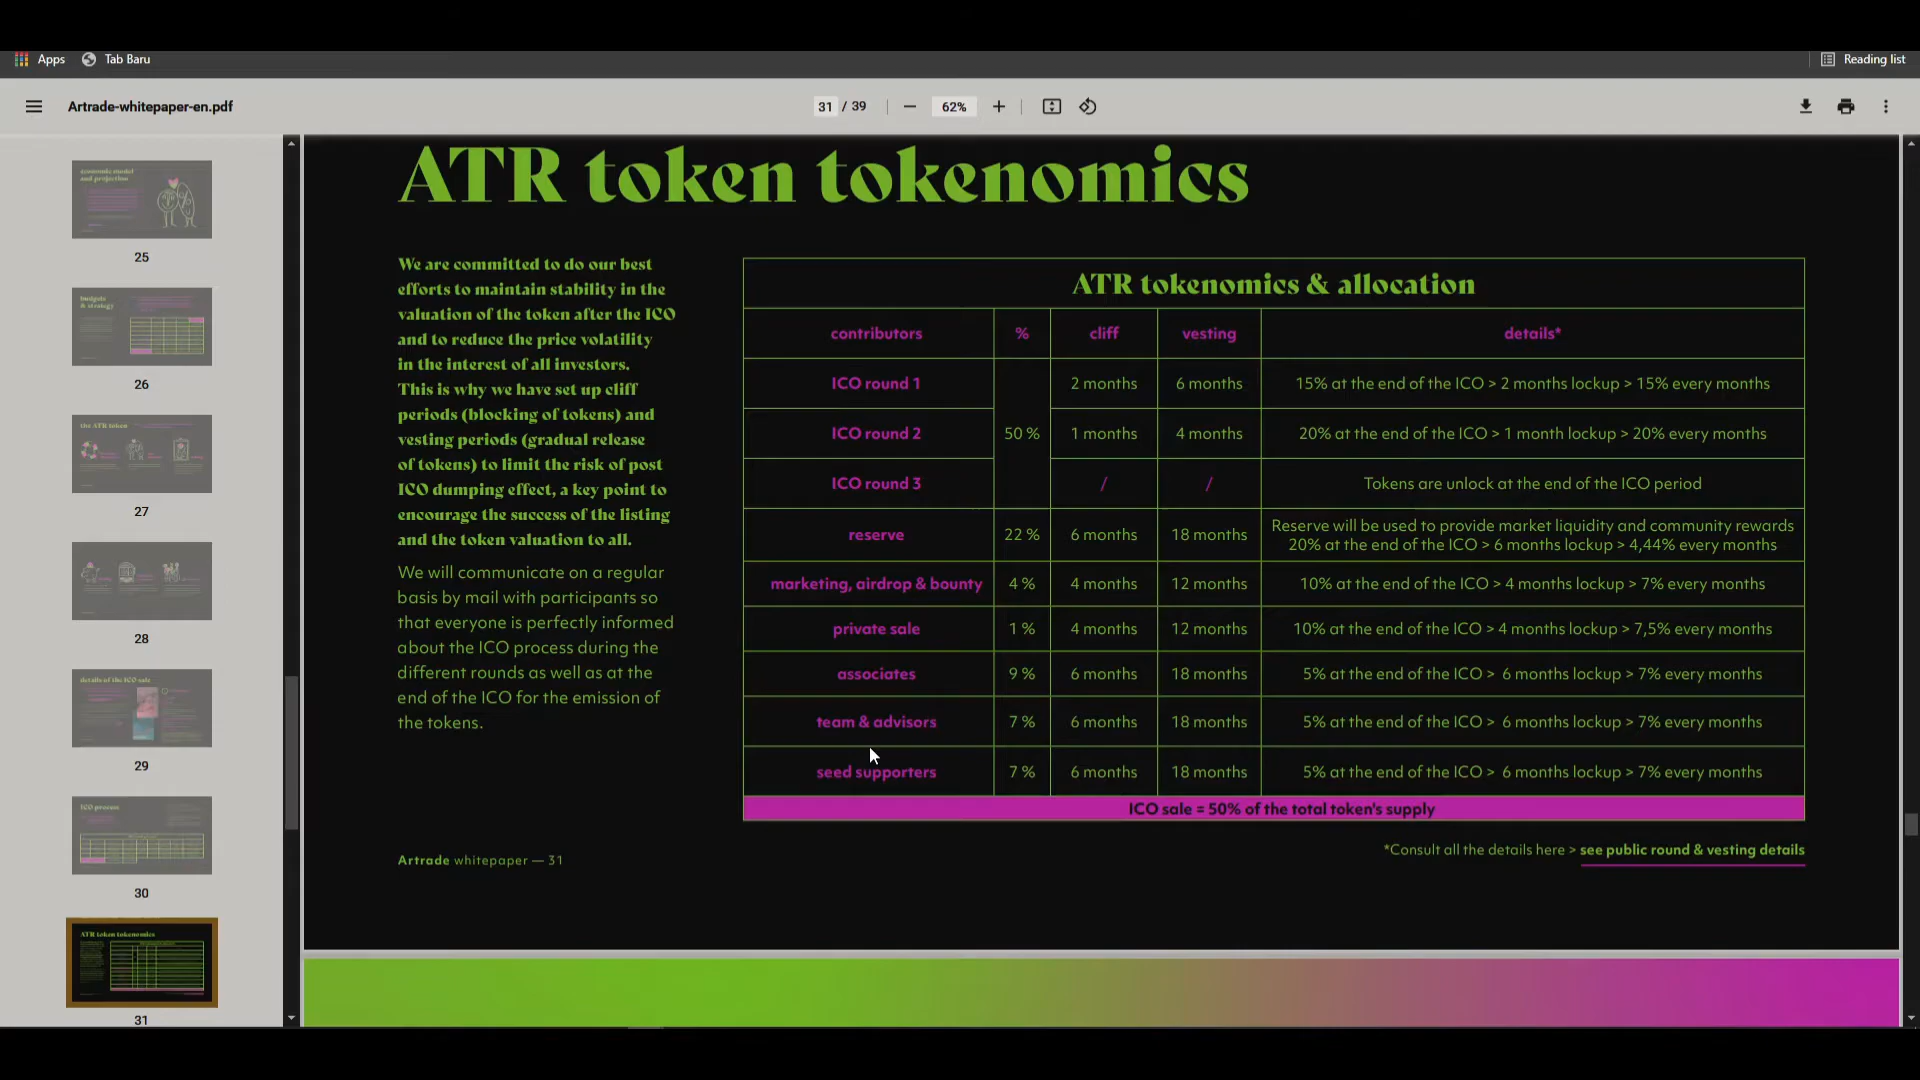 Apps
Tab Baru
Reading list
Artrade-whitepaper-en.pdf
31 / 39
62%
25
26
27
28
29
30
31
ATR token tokenomics
We are committed to do our best
efforts to maintain stability in the
valuation of the token after the ICO
and to reduce the price volatility
in the interest of all investors.
This is why we have set up cliff
periods (blocking of tokens) and
vesting periods (gradual release
of tokens) to limit the risk of post
ICO dumping effect, a key point to
encourage the success of the listing
and the token valuation to all.
We will communicate on a regular
basis by mail with participants so
that everyone is perfectly informed
about the ICO process during the
different rounds as well as at the
end of the ICO for the emission of
the tokens.
ATR tokenomics & allocation
contributors % cliff vesting details*
ICO round 1 2 months 6 months 15% at the end of the ICO > 2 months lockup > 15% every months
ICO round 2 50 % 1 months 4 months 20% at the end of the ICO > 1 month lockup > 20% every months
ICO round 3 / / Tokens are unlock at the end of the ICO period
reserve 22 % 6 months 18 months Reserve will be used to provide market liquidity and community rewards
20% at the end of the ICO > 6 months lockup > 4,44% every months
marketing, airdrop & bounty 4 % 4 months 12 months 10% at the end of the ICO > 4 months lockup > 7% every months
private sale 1 % 4 months 12 months 10% at the end of the ICO > 4 months lockup > 7,5% every months
associates 9 % 6 months 18 months 5% at the end of the ICO > 6 months lockup > 7% every months
team & advisors 7 % 6 months 18 months 5% at the end of the ICO > 6 months lockup > 7% every months
seed supporters 7 % 6 months 18 months 5% at the end of the ICO > 6 months lockup > 7% every months
ICO sale = 50% of the total token's supply
*Consult all the details here > see public round & vesting details
Artrade whitepaper — 31